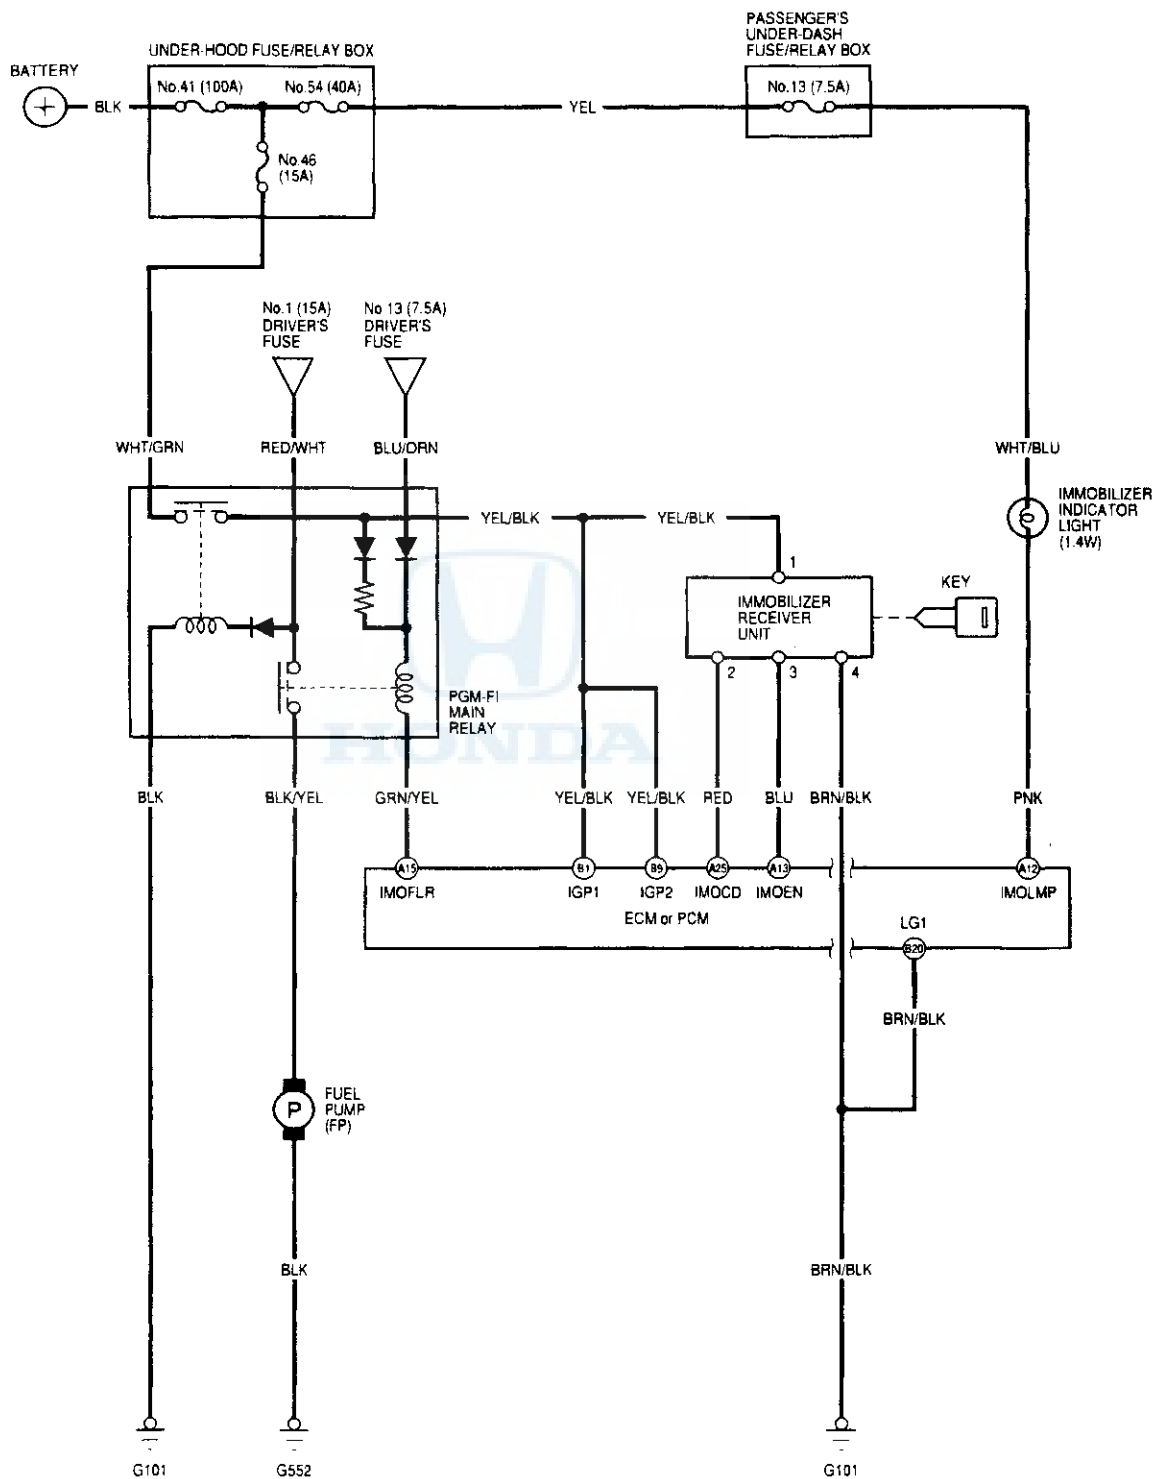 PASSENGER'S
UNDER-DASH
FUSE/RELAY BOX
UNDER-HOOD FUSE/RELAY BOX
BATTERY
No.41 (100A)
No.54 (40A)
No.13 (7.5A)
BLK
YEL
No.46
(15A)
No.1 (15A)
DRIVER'S
FUSE
No 13 (7.5A)
DRIVER'S
FUSE
WHT/GRN
RED/WHT
BLU/ORN
WHT/BLU
IMMOBILIZER
INDICATOR
LIGHT
(1.4W)
YEL/BLK
YEL/BLK
1
KEY
IMMOBILIZER
RECEIVER
UNIT
2
3
4
PGM-FI
MAIN
RELAY
HONDA
BLK
BLK/YEL
GRN/YEL
YEL/BLK
YEL/BLK
RED
BLU
BRN/BLK
PNK
A15
B1
B9
A25
A13
A12
IMOFLR
IGP1
IGP2
IMOCD
IMOEN
IMOLMP
ECM or PCM
LG1
B20
BRN/BLK
P
FUEL
PUMP
(FP)
BLK
BRN/BLK
G101
G552
G101